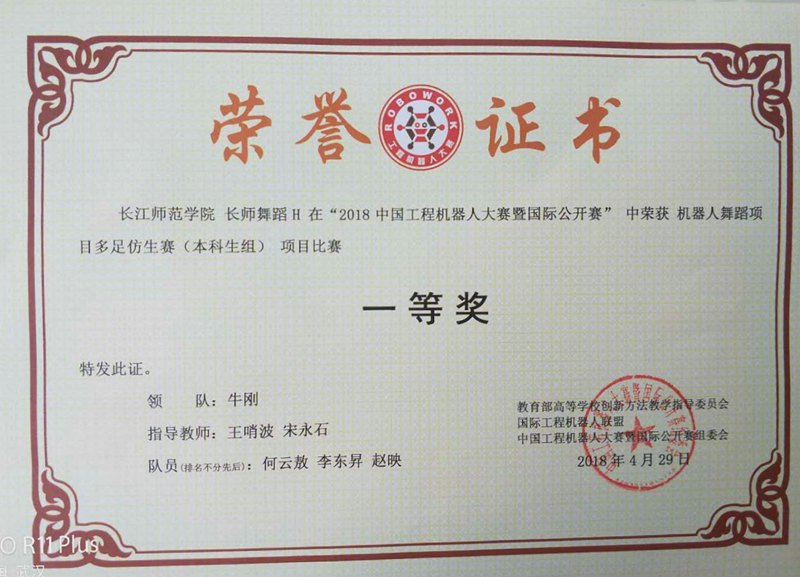 荣誉证书
ROBOWORK
工程机器人大赛
长江师范学院 长师舞蹈H 在“2018中国工程机器人大赛暨国际公开赛” 中荣获 机器人舞蹈项
目多足仿生赛（本科生组） 项目比赛
一等奖
特发此证。
领 队：牛刚
指导教师：王哨波 宋永石
队员(排名不分先后)：何云敖 李东昇 赵映
教育部高等学校创新方法教学指导委员会
国际工程机器人联盟
中国工程机器人大赛暨国际公开赛组委会
2018年4月29日
O R11 Plus
武汉